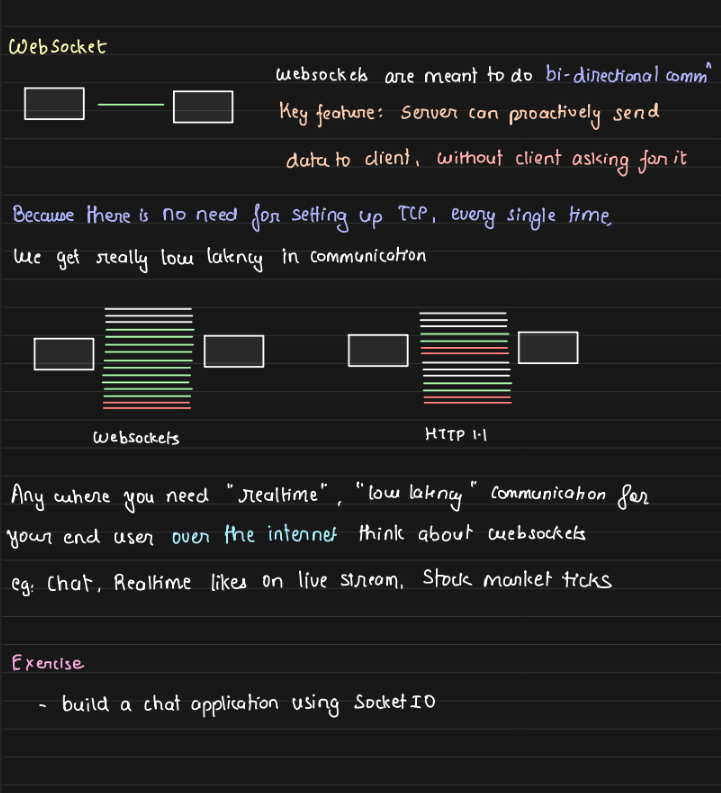 WebSocket
websockets are meant to do bi-directional commⁿ
Key feature: Server can proactively send
data to client, without client asking for it
Because there is no need for setting up TCP, every single time,
we get really low latency in communication
Websockets
HTTP 1.1
Any where you need "realtime", "low latency" communication for
your end user over the internet think about websockets
eg: Chat, Realtime likes on live stream, Stock market ticks
Exercise
- build a chat application using SocketIO